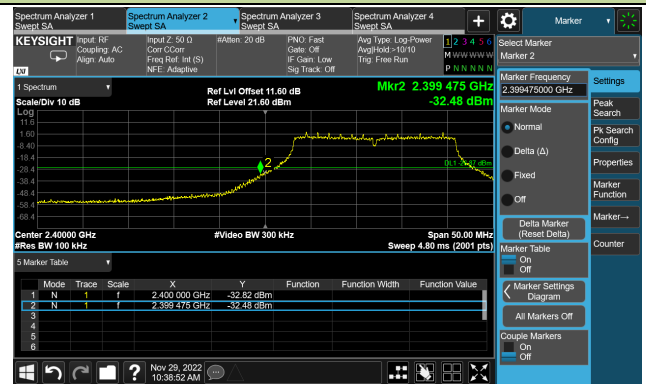 Spectrum Analyzer 1
Swept SA
Spectrum Analyzer 2
Swept SA
Spectrum Analyzer 3
Swept SA
Spectrum Analyzer 4
Swept SA
+
Marker
KEYSIGHT
LXI
Input: RF
Coupling: AC
Align: Auto
Input Z: 50 Ω
Corr CCorr
Freq Ref: Int (S)
NFE: Adaptive
#Atten: 20 dB
PNO: Fast
Gate: Off
IF Gain: Low
Sig Track: Off
Avg Type: Log-Power
Avg|Hold:>10/10
Trig: Free Run
1 2 3 4 5 6
M W W W W W
P N N N N N
1 Spectrum
Scale/Div 10 dB
Log
Ref Lvl Offset 11.60 dB
Ref Level 21.60 dBm
Mkr2 2.399 475 GHz
-32.48 dBm
11.6
1.60
-8.40
-18.4
-28.4
-38.4
-48.4
-58.4
-68.4
2
Center 2.40000 GHz
#Res BW 100 kHz
#Video BW 300 kHz
Span 50.00 MHz
Sweep 4.80 ms (2001 pts)
5 Marker Table
Mode Trace Scale X Y Function Function Width Function Value
1 N 1 f 2.400 000 GHz -32.82 dBm
2 N 1 f 2.399 475 GHz -32.48 dBm
3
4
5
6
Select Marker
Marker 2
Marker Frequency
2.399475000 GHz
Marker Mode
Normal
Delta (Δ)
Fixed
Off
Delta Marker
(Reset Delta)
Marker Table
On
Off
Marker Settings
Diagram
All Markers Off
Couple Markers
On
Off
Settings
Peak
Search
Pk Search
Config
Properties
Marker
Function
Marker→
Counter
?
Nov 29, 2022
10:38:52 AM